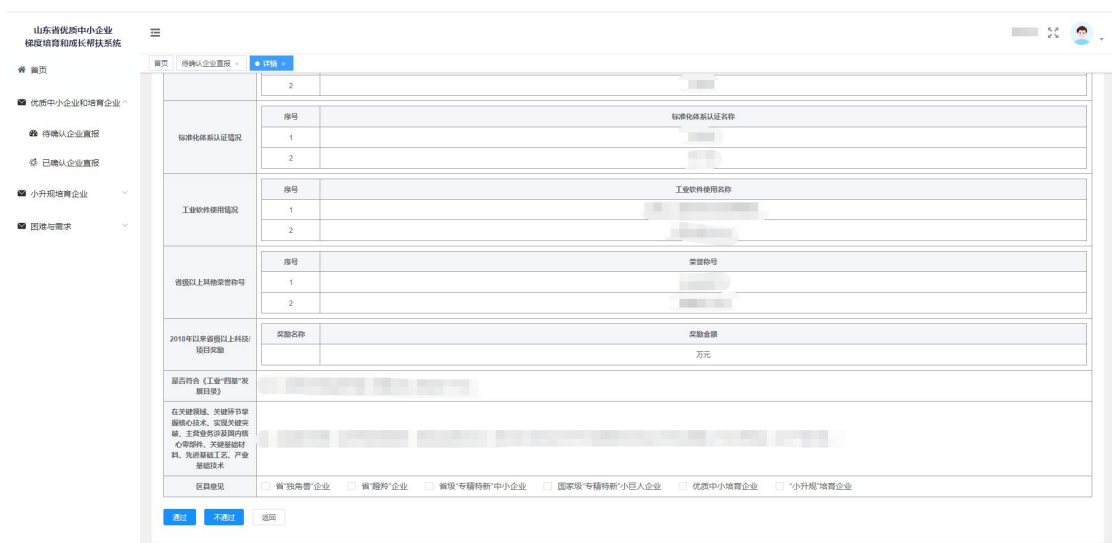 山东省优质中小企业
梯度培育和成长帮扶系统
首页
待确认企业直报 ×
详情 ×
首页
优质中小企业和培育企业
待确认企业直报
已确认企业直报
小升规培育企业
困难与需求
2
标准化体系认证情况
序号
标准化体系认证名称
1
2
工业软件使用情况
序号
工业软件使用名称
1
2
省级以上其他荣誉称号
序号
荣誉称号
1
2
2018年以来省级以上科技/
项目奖励
奖励名称
奖励金额
万元
是否符合《工业“四基”发
展目录》
在关键领域、关键环节掌
握核心技术，实现关键突
破，主营业务涉及国内核
心零部件、关键基础材
料、先进基础工艺、产业
基础技术
区县意见
省“独角兽”企业
省“瞪羚”企业
省级“专精特新”中小企业
国家级“专精特新”小巨人企业
优质中小培育企业
“小升规”培育企业
通过
不通过
返回